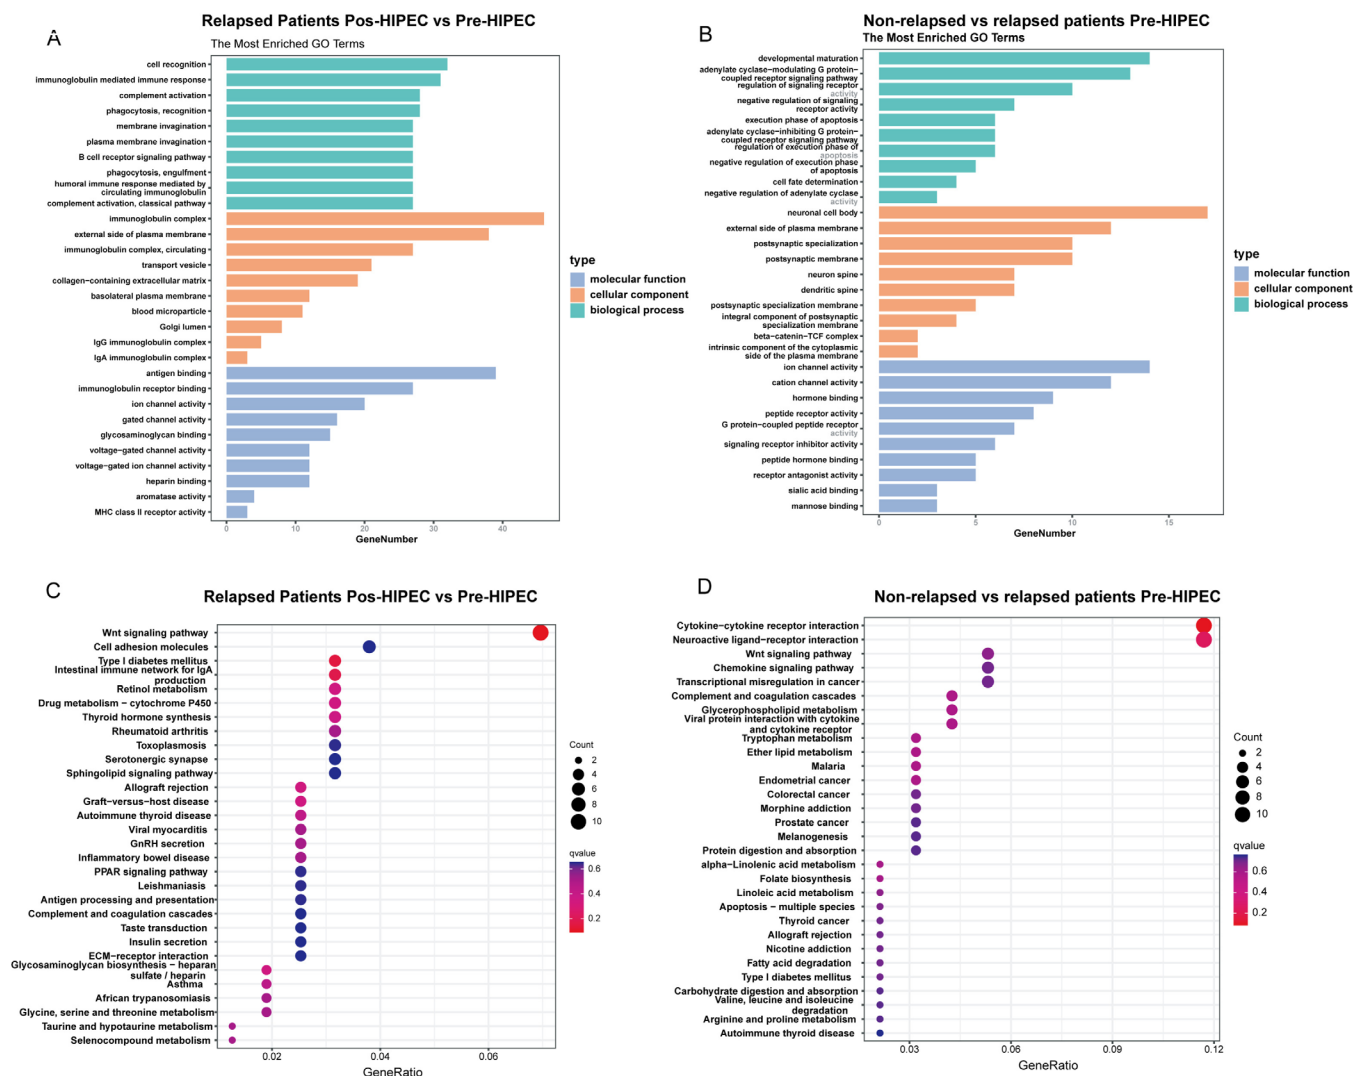 A
Relapsed Patients Pos-HIPEC vs Pre-HIPEC
The Most Enriched GO Terms
cell recognition
immunoglobulin mediated immune response
complement activation
phagocytosis, recognition
membrane invagination
plasma membrane invagination
B cell receptor signaling pathway
phagocytosis, engulfment
humoral immune response mediated by
circulating immunoglobulin
complement activation, classical pathway
immunoglobulin complex
external side of plasma membrane
immunoglobulin complex, circulating
transport vesicle
collagen−containing extracellular matrix
basolateral plasma membrane
blood microparticle
Golgi lumen
IgG immunoglobulin complex
IgA immunoglobulin complex
antigen binding
immunoglobulin receptor binding
ion channel activity
gated channel activity
glycosaminoglycan binding
voltage−gated channel activity
voltage−gated ion channel activity
heparin binding
aromatase activity
MHC class II receptor activity
0 10 20 30 40
GeneNumber
type
molecular function
cellular component
biological process
B
Non-relapsed vs relapsed patients Pre-HIPEC
The Most Enriched GO Terms
developmental maturation
adenylate cyclase−modulating G protein−
coupled receptor signaling pathway
regulation of signaling receptor
activity
negative regulation of signaling
receptor activity
execution phase of apoptosis
adenylate cyclase−inhibiting G protein−
coupled receptor signaling pathway
regulation of execution phase of
apoptosis
negative regulation of execution phase
of apoptosis
cell fate determination
negative regulation of adenylate cyclase
activity
neuronal cell body
external side of plasma membrane
postsynaptic specialization
postsynaptic membrane
neuron spine
dendritic spine
postsynaptic specialization membrane
integral component of postsynaptic
specialization membrane
beta−catenin−TCF complex
intrinsic component of the cytoplasmic
side of the plasma membrane
ion channel activity
cation channel activity
hormone binding
peptide receptor activity
G protein−coupled peptide receptor
activity
signaling receptor inhibitor activity
peptide hormone binding
receptor antagonist activity
sialic acid binding
mannose binding
0 5 10 15
GeneNumber
type
molecular function
cellular component
biological process
C
Relapsed Patients Pos-HIPEC vs Pre-HIPEC
Wnt signaling pathway
Cell adhesion molecules
Type I diabetes mellitus
Intestinal immune network for IgA
production
Retinol metabolism
Drug metabolism − cytochrome P450
Thyroid hormone synthesis
Rheumatoid arthritis
Toxoplasmosis
Serotonergic synapse
Sphingolipid signaling pathway
Allograft rejection
Graft−versus−host disease
Autoimmune thyroid disease
Viral myocarditis
GnRH secretion
Inflammatory bowel disease
PPAR signaling pathway
Leishmaniasis
Antigen processing and presentation
Complement and coagulation cascades
Taste transduction
Insulin secretion
ECM−receptor interaction
Glycosaminoglycan biosynthesis − heparan
sulfate / heparin
Asthma
African trypanosomiasis
Glycine, serine and threonine metabolism
Taurine and hypotaurine metabolism
Selenocompound metabolism
0.02 0.04 0.06
GeneRatio
Count
2
4
6
8
10
qvalue
0.6
0.4
0.2
D
Non-relapsed vs relapsed patients Pre-HIPEC
Cytokine−cytokine receptor interaction
Neuroactive ligand−receptor interaction
Wnt signaling pathway
Chemokine signaling pathway
Transcriptional misregulation in cancer
Complement and coagulation cascades
Glycerophospholipid metabolism
Viral protein interaction with cytokine
and cytokine receptor
Tryptophan metabolism
Ether lipid metabolism
Malaria
Endometrial cancer
Colorectal cancer
Morphine addiction
Prostate cancer
Melanogenesis
Protein digestion and absorption
alpha−Linolenic acid metabolism
Folate biosynthesis
Linoleic acid metabolism
Apoptosis − multiple species
Thyroid cancer
Allograft rejection
Nicotine addiction
Fatty acid degradation
Type I diabetes mellitus
Carbohydrate digestion and absorption
Valine, leucine and isoleucine
degradation
Arginine and proline metabolism
Autoimmune thyroid disease
0.03 0.06 0.09 0.12
GeneRatio
Count
2
4
6
8
10
qvalue
0.6
0.4
0.2